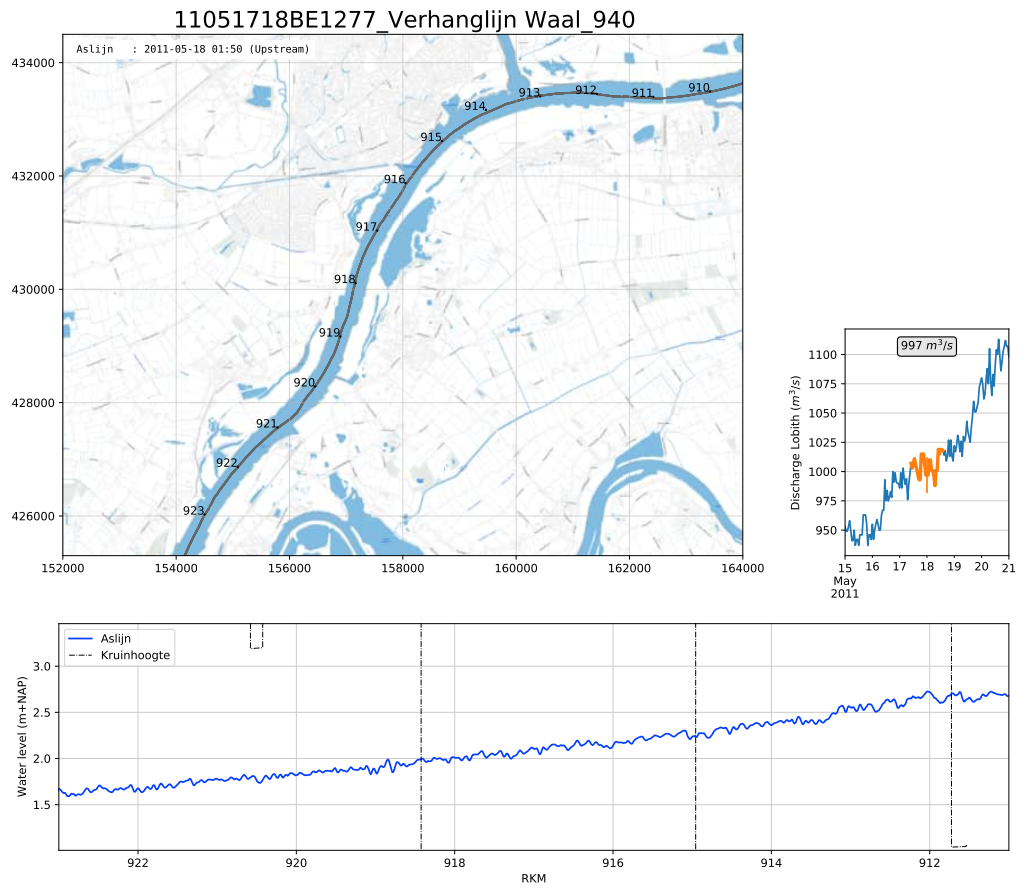 11051718BE1277_Verhanglijn Waal_940
Aslijn : 2011-05-18 01:50 (Upstream)
434000
432000
430000
428000
426000
152000 154000 156000 158000 160000 162000 164000
910
911
912
913
914
915
916
917
918
919
920
921
922
923
997 m³/s
Discharge Lobith (m³/s)
1100
1075
1050
1025
1000
975
950
15 16 17 18 19 20 21
May
2011
Aslijn
Kruinhoogte
Water level (m+NAP)
3.0
2.5
2.0
1.5
922 920 918 916 914 912
RKM